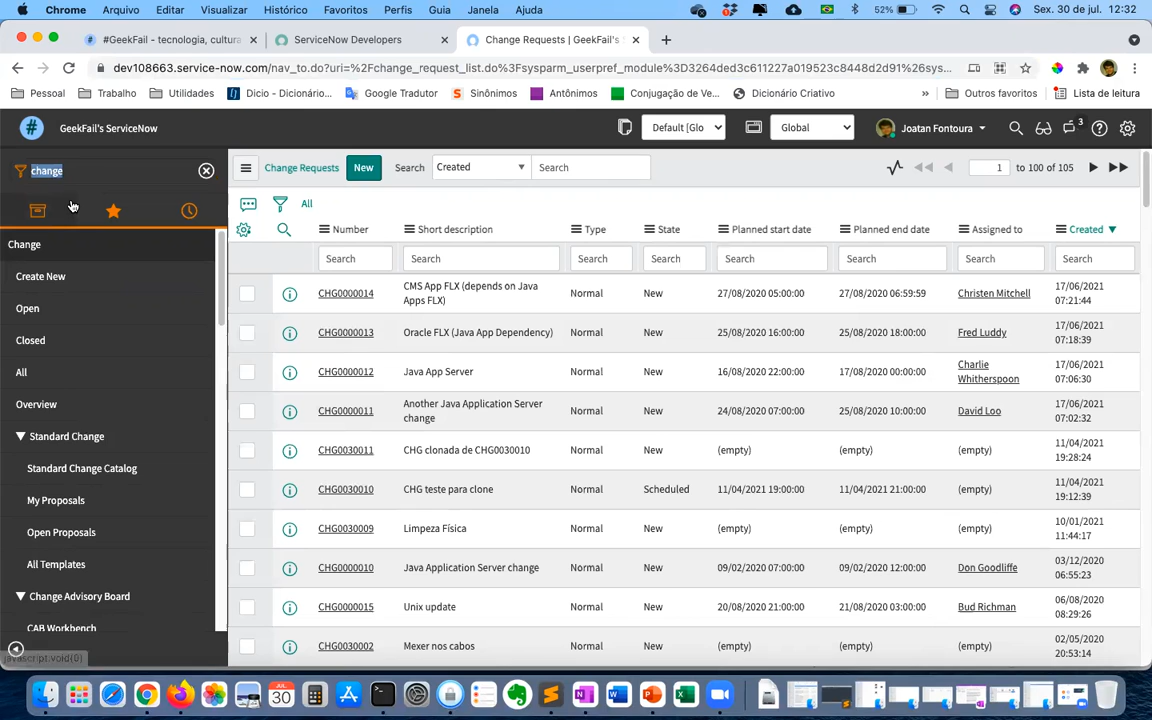 Chrome Arquivo Editar Visualizar Histórico Favoritos Perfis Guia Janela Ajuda 52% Sex. 30 de jul. 12:32
#GeekFail - tecnologia, cultura ServiceNow Developers Change Requests | GeekFail's
dev108663.service-now.com/nav_to.do?uri=%2Fchange_request_list.do%3Fsysparm_userpref_module%3D3264ded3c611227a019523c8448d2d91%26sys...
Pessoal Trabalho Utilidades Dicio - Dicionário... Google Tradutor Sinônimos Antônimos Conjugação de Ve... Dicionário Criativo » Outros favoritos Lista de leitura
# GeekFail's ServiceNow Default [Glo Global Joatan Fontoura 3
change Change Requests New Search Created Search 1 to 100 of 105
All
Number Short description Type State Planned start date Planned end date Assigned to Created
Search Search Search Search Search Search Search Search
Change
Create New
Open
Closed
All
Overview
Standard Change
Standard Change Catalog
My Proposals
Open Proposals
All Templates
Change Advisory Board
CAB Workbench
javascript:void(0)
CHG0000014 CMS App FLX (depends on Java Apps FLX) Normal New 27/08/2020 05:00:00 27/08/2020 06:59:59 Christen Mitchell 17/06/2021 07:21:44
CHG0000013 Oracle FLX (Java App Dependency) Normal New 25/08/2020 16:00:00 25/08/2020 18:00:00 Fred Luddy 17/06/2021 07:18:39
CHG0000012 Java App Server Normal New 16/08/2020 22:00:00 17/08/2020 00:00:00 Charlie Whitherspoon 17/06/2021 07:06:30
CHG0000011 Another Java Application Server change Normal New 24/08/2020 07:00:00 25/08/2020 10:00:00 David Loo 17/06/2021 07:02:32
CHG0030011 CHG clonada de CHG0030010 Normal New (empty) (empty) (empty) 11/04/2021 19:28:24
CHG0030010 CHG teste para clone Normal Scheduled 11/04/2021 19:00:00 11/04/2021 21:00:00 (empty) 11/04/2021 19:12:39
CHG0030009 Limpeza Física Normal New (empty) (empty) (empty) 10/01/2021 11:44:17
CHG0000010 Java Application Server change Normal New 09/02/2020 07:00:00 09/02/2020 12:00:00 Don Goodliffe 03/12/2020 06:55:23
CHG0000015 Unix update Normal New 20/08/2020 21:00:00 21/08/2020 03:00:00 Bud Richman 06/08/2020 08:29:26
CHG0030002 Mexer nos cabos Normal New (empty) (empty) (empty) 02/05/2020 20:53:14
JUL 30